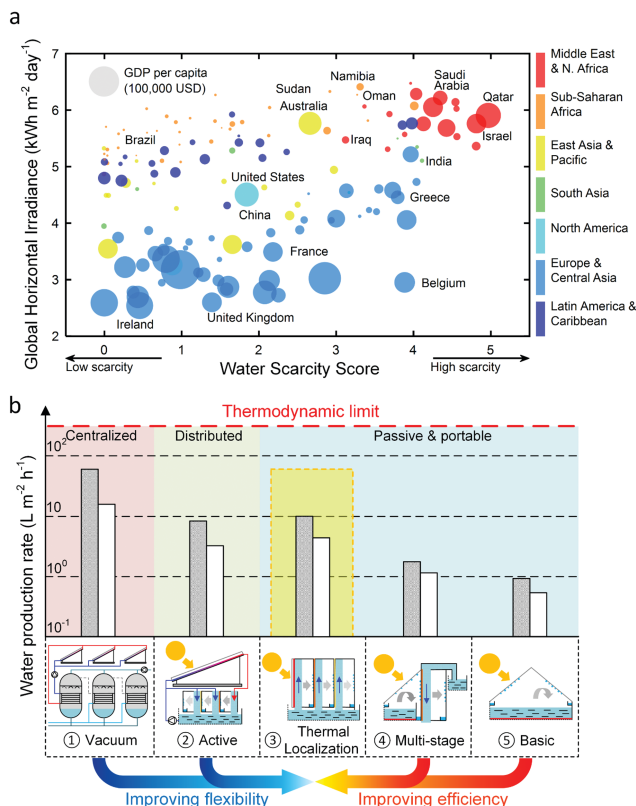 a
Global Horizontal Irradiance (kWh m⁻² day⁻¹)
7
6
5
4
3
2
GDP per capita
(100,000 USD)
Namibia
Sudan
Oman
Saudi
Arabia
Australia
Qatar
Brazil
Iraq
Israel
India
United States
Greece
China
France
Belgium
Ireland
United Kingdom
0
1
2
3
4
5
Low scarcity
Water Scarcity Score
High scarcity
Middle East
& N. Africa
Sub-Saharan
Africa
East Asia &
Pacific
South Asia
North America
Europe &
Central Asia
Latin America &
Caribbean
b
Thermodynamic limit
Water production rate (L m⁻² h⁻¹)
Centralized
Distributed
Passive & portable
10²
10
10⁰
10⁻¹
① Vacuum
② Active
③ Thermal
Localization
④ Multi-stage
⑤ Basic
Improving flexibility
Improving efficiency